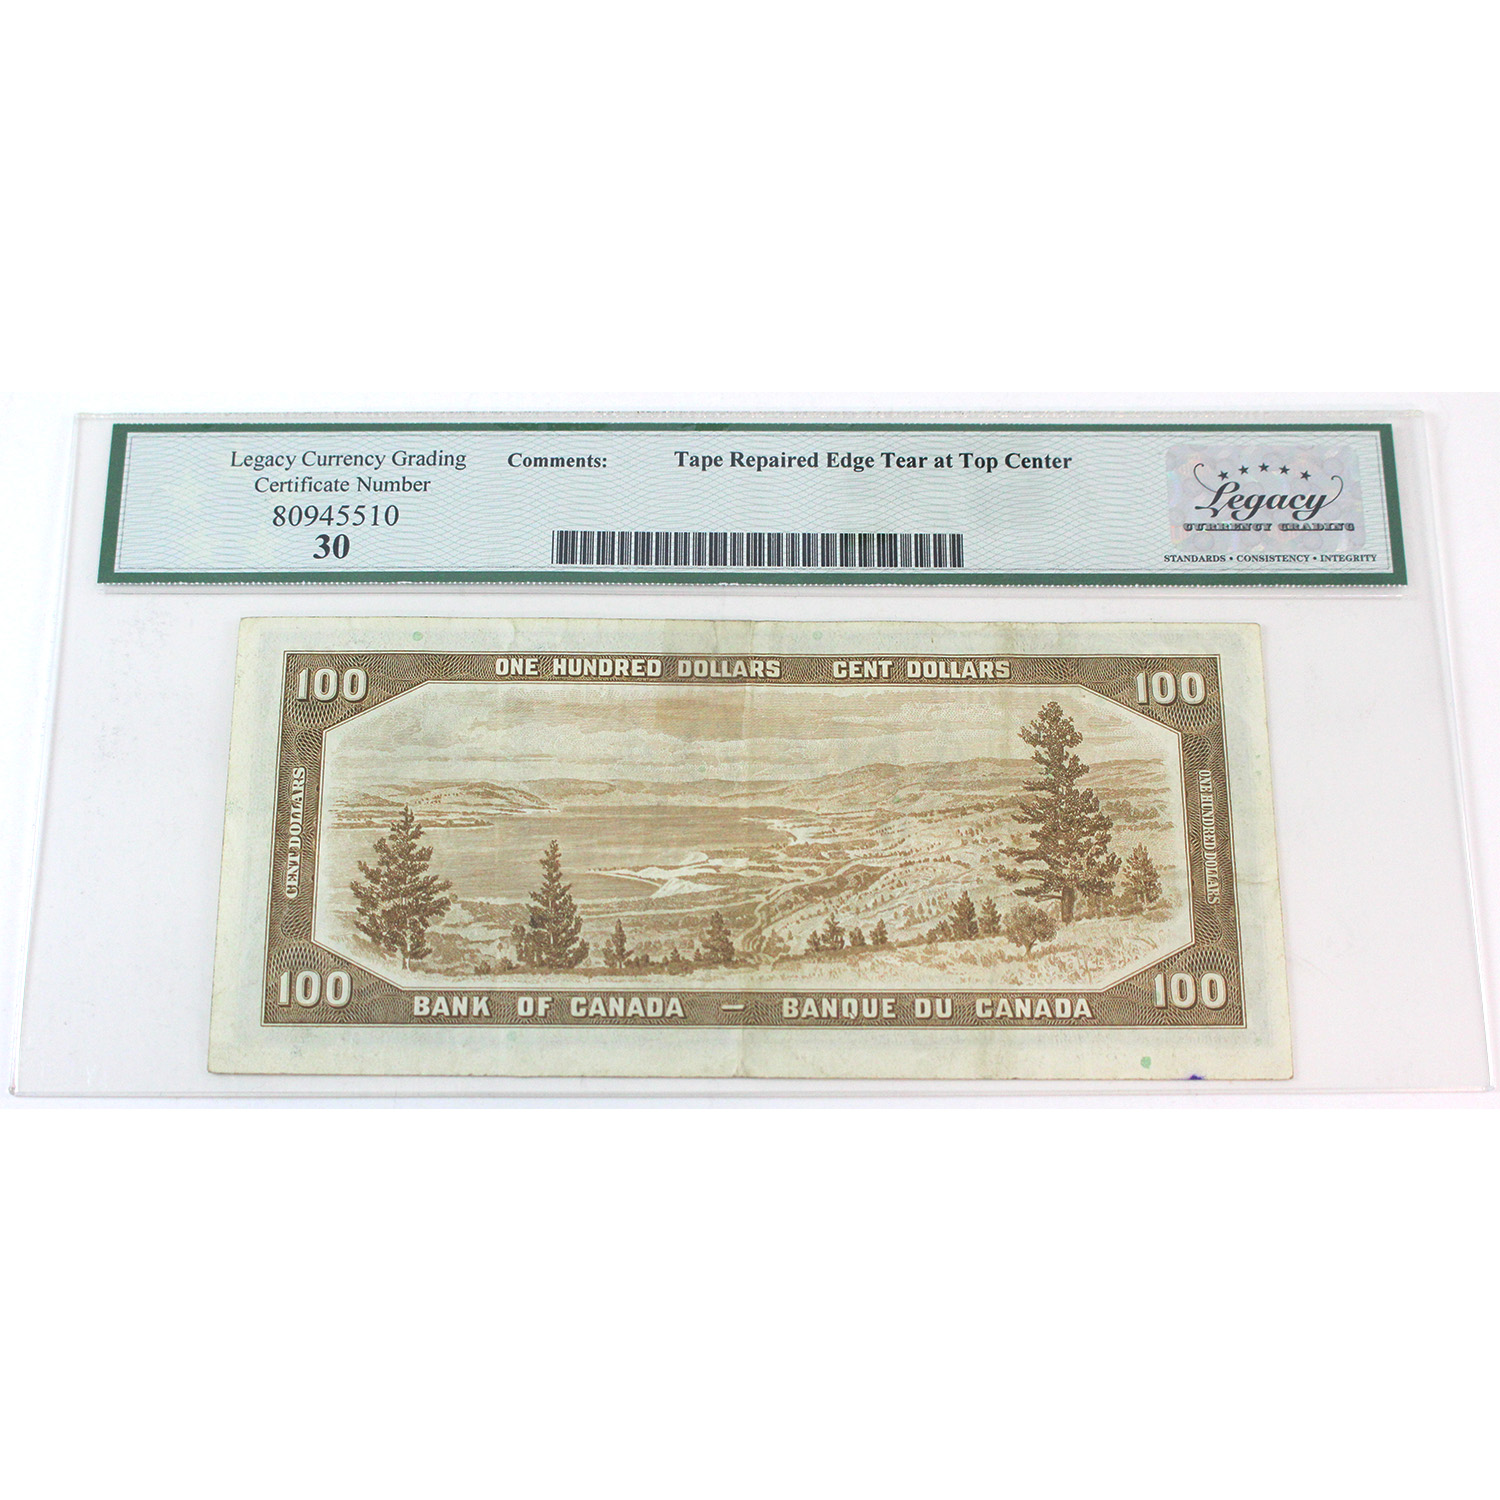 Legacy Currency Grading
Certificate Number
80945510
30
Comments: Tape Repaired Edge Tear at Top Center
Legacy
CURRENCY GRADING
STANDARDS • CONSISTENCY • INTEGRITY
100 ONE HUNDRED DOLLARS CENT DOLLARS 100
CENT DOLLARS
ONE HUNDRED DOLLARS
100 BANK OF CANADA — BANQUE DU CANADA 100